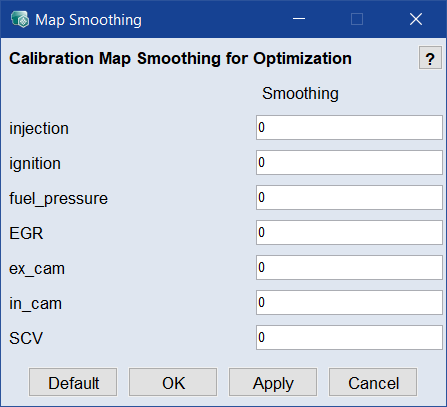 Map Smoothing
Calibration Map Smoothing for Optimization ?
Smoothing
injection 0
ignition 0
fuel_pressure 0
EGR 0
ex_cam 0
in_cam 0
SCV 0
Default OK Apply Cancel